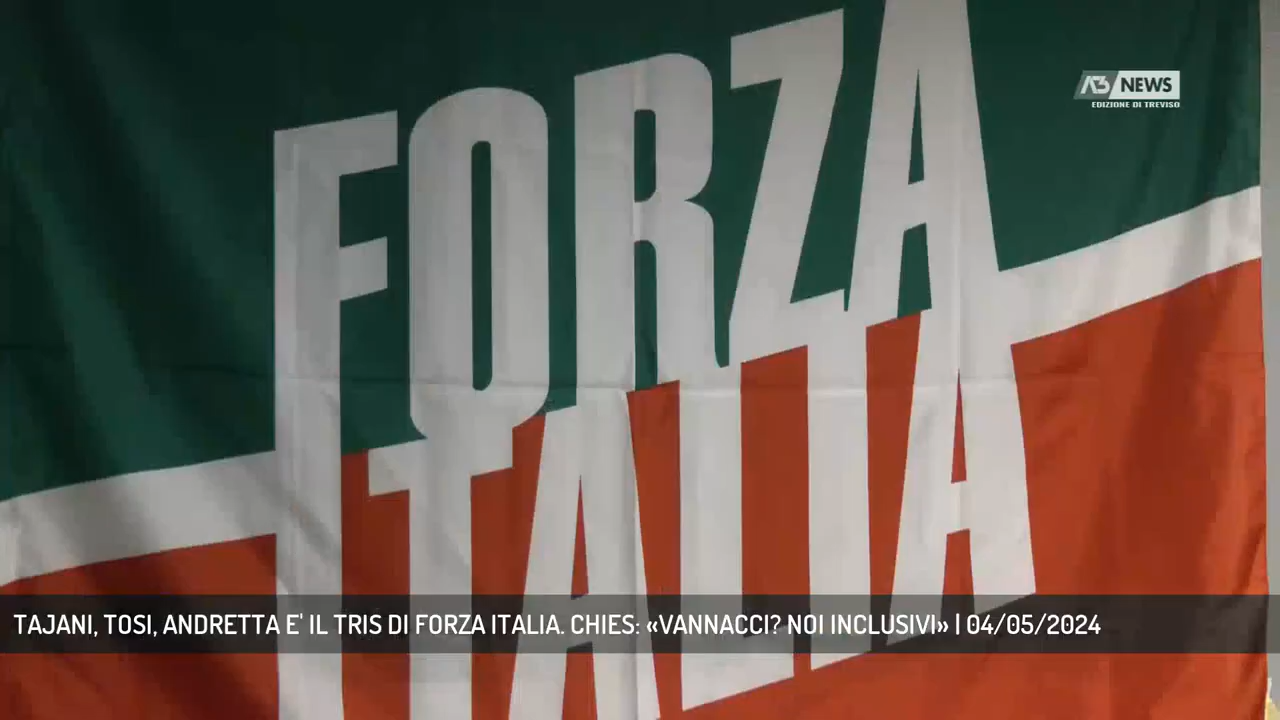 FORZA
ITALIA
A3 NEWS
EDIZIONE DI TREVISO
TAJANI, TOSI, ANDRETTA E' IL TRIS DI FORZA ITALIA. CHIES: «VANNACCI? NOI INCLUSIVI» | 04/05/2024